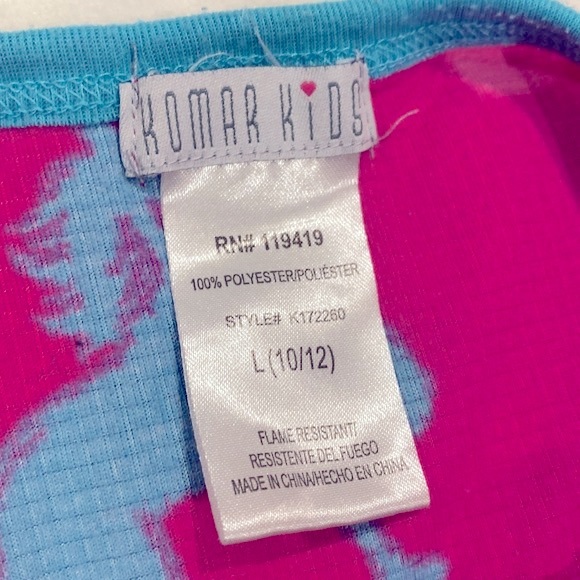 KOMAR KiDS
RN# 119419
100% POLYESTER/POLIÉSTER
STYLE# K172260
L (10/12)
FLAME RESISTANT/
RESISTENTE DEL FUEGO
MADE IN CHINA/HECHO EN CHINA